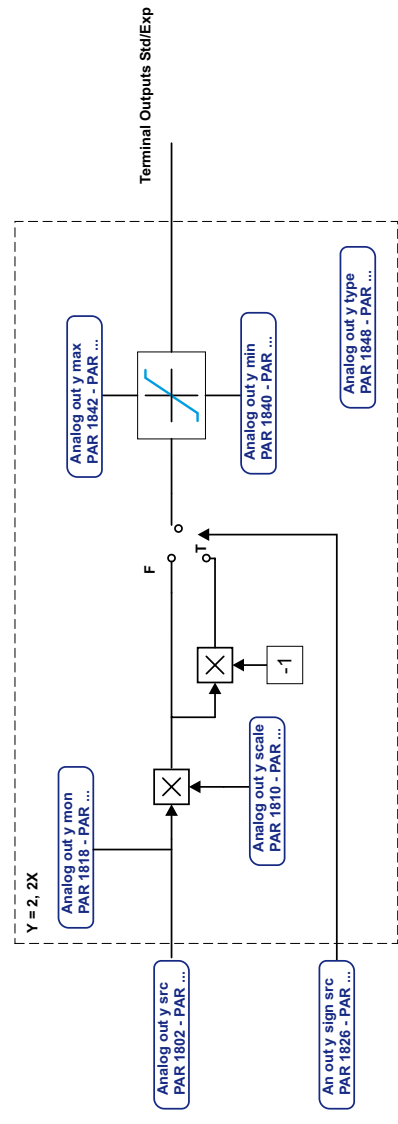 Y = 2, 2X
Analog out y src
PAR 1802 - PAR ...
An out y sign src
PAR 1826 - PAR ...
Analog out y mon
PAR 1818 - PAR ...
Analog out y scale
PAR 1810 - PAR ...
-1
F
T
Analog out y max
PAR 1842 - PAR ...
Analog out y min
PAR 1840 - PAR ...
Analog out y type
PAR 1848 - PAR ...
Terminal Outputs Std/Exp